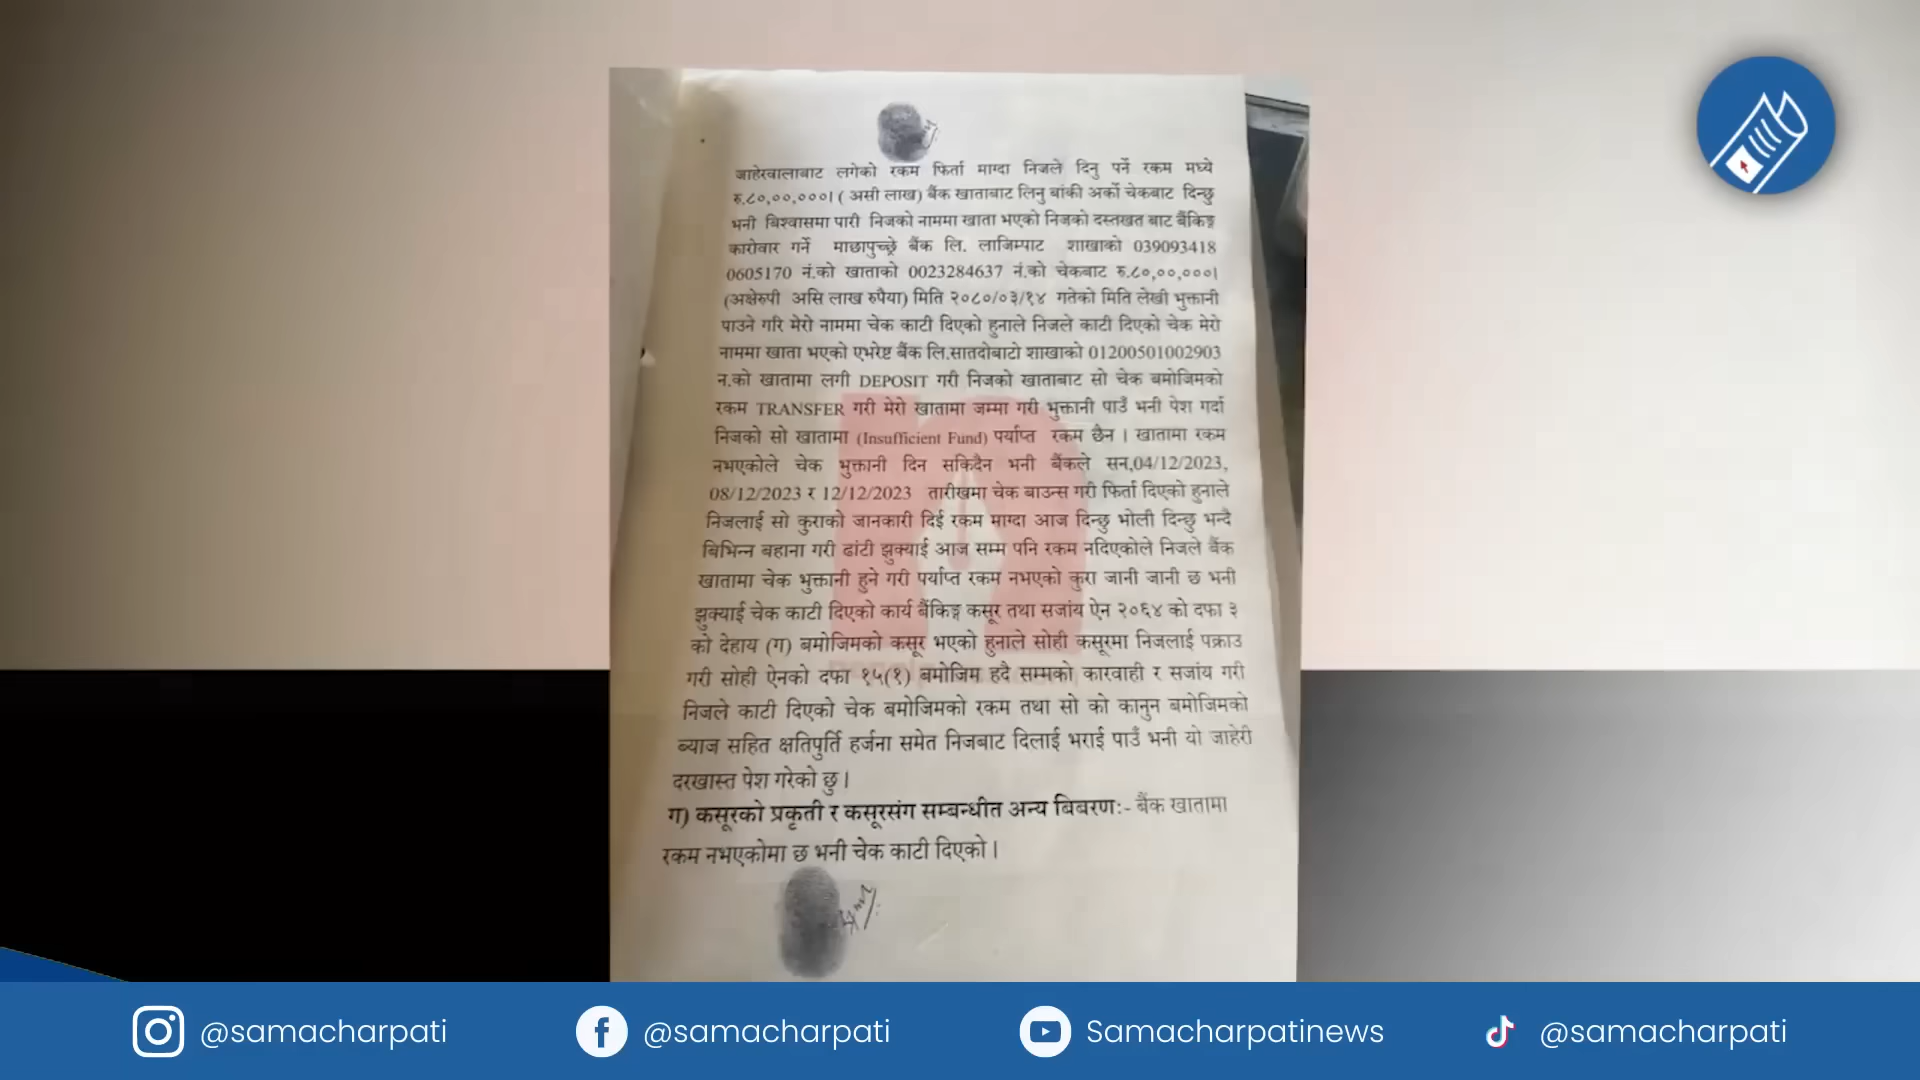 जाहेरवालाबाट लगेको रकम फिर्ता माग्दा निजले दिनु पर्ने रकम मध्ये
रु.८०,००,०००। ( असी लाख) बैंक खाताबाट लिनु बांकी अर्को चेकबाट दिन्छु
भनी बिश्वासमा पारी निजको नाममा खाता भएको निजको दस्तखत बाट बैंकिङ्ग
कारोवार गर्ने माछापुच्छ्रे बैंक लि. लाजिम्पाट शाखाको 039093418
0605170 नं.को खाताको 0023284637 नं.को चेकबाट रु.८०,००,०००।
(अक्षेरुपी असि लाख रुपैया) मिति २०८०/०३/१४ गतेको मिति लेखी भुक्तानी
पाउने गरि मेरो नाममा चेक काटी दिएको हुनाले निजले काटी दिएको चेक मेरो
नाममा खाता भएको एभरेष्ट बैंक लि.सातदोबाटो शाखाको 01200501002903
न.को खातामा लगी DEPOSIT गरी निजको खाताबाट सो चेक बमोजिमको
रकम TRANSFER गरी मेरो खातामा जम्मा गरी भुक्तानी पाउँ भनी पेश गर्दा
निजको सो खातामा (Insufficient Fund) पर्याप्त रकम छैन । खातामा रकम
नभएकोले चेक भुक्तानी दिन सकिदैन भनी बैंकले सन,04/12/2023,
08/12/2023 र 12/12/2023 तारीखमा चेक बाउन्स गरी फिर्ता दिएको हुनाले
निजलाई सो कुराको जानकारी दिई रकम माग्दा आज दिन्छु भोली दिन्छु भन्दै
बिभिन्न बहाना गरी ढांटी झुक्याई आज सम्म पनि रकम नदिएकोले निजले बैंक
खातामा चेक भुक्तानी हुने गरी पर्याप्त रकम नभएको कुरा जानी जानी छ भनी
झुक्याई चेक काटी दिएको कार्य बैंकिङ्ग कसूर तथा सजांय ऐन २०६४ को दफा ३
को देहाय (ग) बमोजिमको कसूर भएको हुनाले सोही कसूरमा निजलाई पक्राउ
गरी सोही ऐनको दफा १५(१) बमोजिम हदै सम्मको कारवाही र सजांय गरी
निजले काटी दिएको चेक बमोजिमको रकम तथा सो को कानुन बमोजिमको
ब्याज सहित क्षतिपुर्ति हर्जना समेत निजबाट दिलाई भराई पाउँ भनी यो जाहेरी
दरखास्त पेश गरेको छु ।
ग) कसूरको प्रकृती र कसूरसंग सम्बन्धीत अन्य बिबरणः- बैंक खातामा
रकम नभएकोमा छ भनी चेक काटी दिएको ।
@samacharpati @samacharpati Samacharpatinews @samacharpati